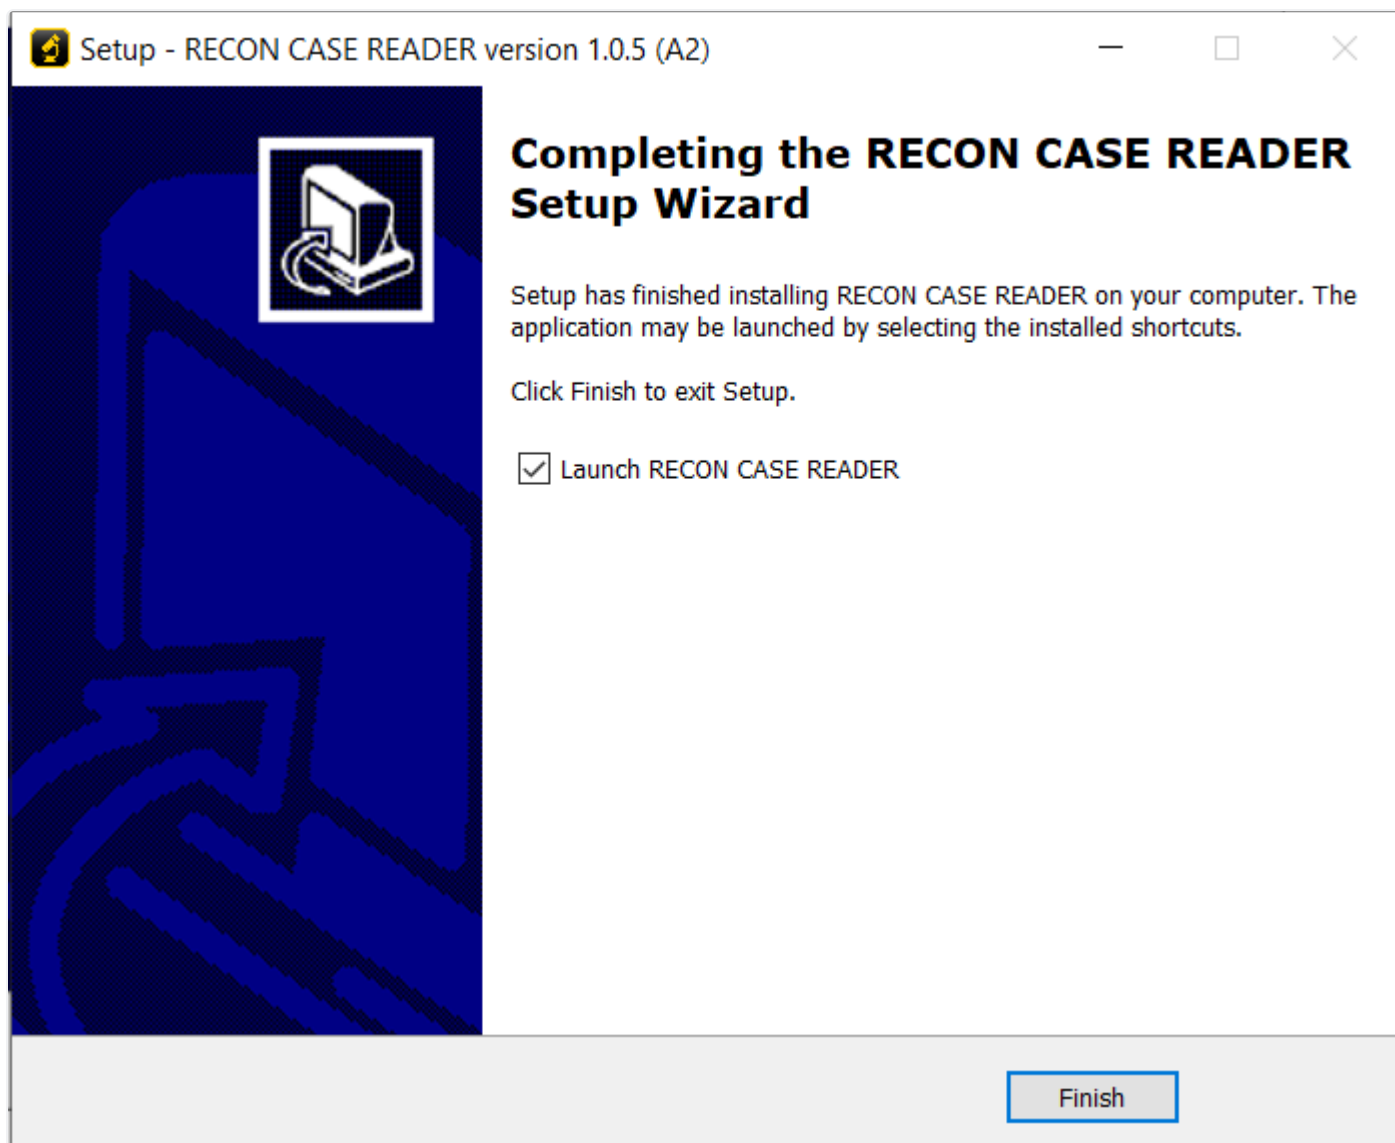 Setup - RECON CASE READER version 1.0.5 (A2)
Completing the RECON CASE READER
Setup Wizard
Setup has finished installing RECON CASE READER on your computer. The
application may be launched by selecting the installed shortcuts.
Click Finish to exit Setup.
Launch RECON CASE READER
Finish